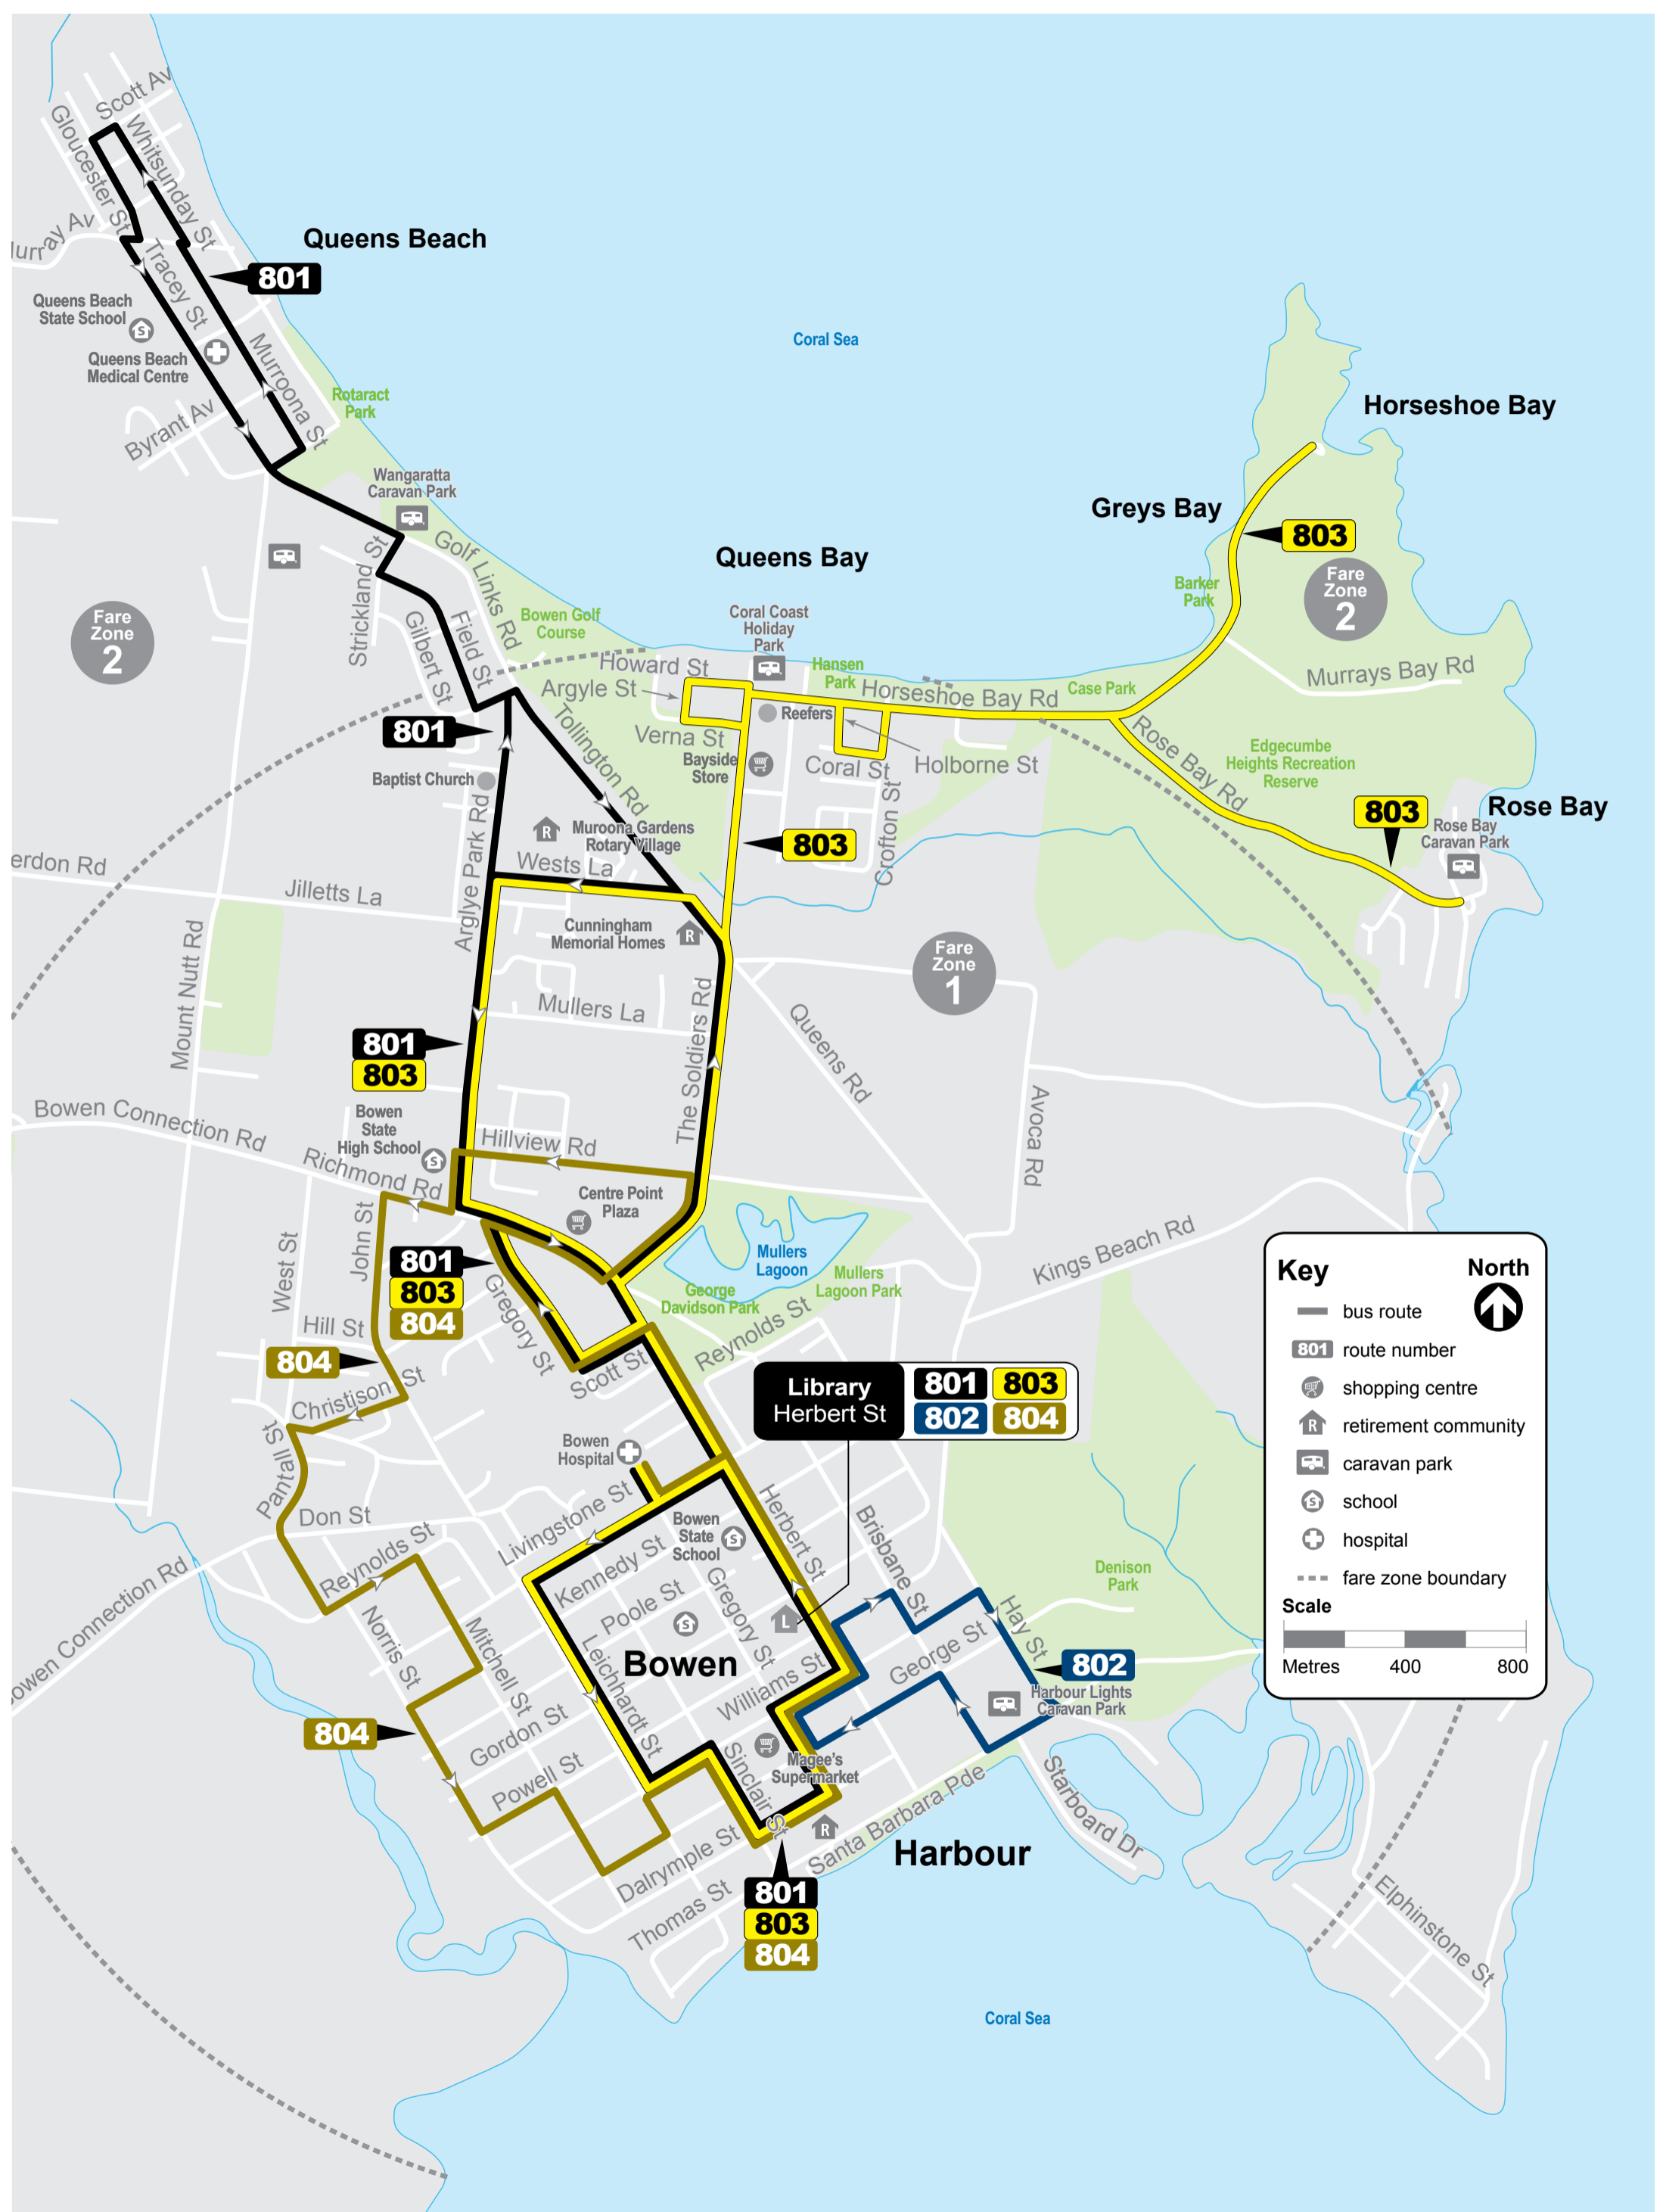 Scott Av
Gloucester St
Whitsunday St
Murray Av
Tracey St
Queens Beach
801
Queens Beach
State School
S
Queens Beach
Medical Centre
Murroona St
Byrant Av
Rotaract
Park
Coral Sea
Horseshoe Bay
Wangaratta
Caravan Park
Golf Links Rd
Strickland St
Gilbert St
Field St
Bowen Golf
Course
Queens Bay
Greys Bay
803
Fare
Zone
2
Barker
Park
Fare
Zone
2
Coral Coast
Holiday
Park
Howard St
Argyle St
Hansen
Park
Horseshoe Bay Rd
Case Park
Murrays Bay Rd
Reefers
Verna St
Bayside
Store
Coral St
Holborne St
Crofton St
Rose Bay Rd
Edgecumbe
Heights Recreation
Reserve
803
Rose Bay
Rose Bay
Caravan Park
801
Baptist Church
Tollington Rd
R
Muroona Gardens
Rotary Village
803
Wests La
erdon Rd
Jilletts La
Arglye Park Rd
Cunningham
Memorial Homes
R
Fare
Zone
1
Mount Nutt Rd
Mullers La
The Soldiers Rd
Queens Rd
801
803
Avoca Rd
Bowen Connection Rd
Bowen
State
High School
S
Hillview Rd
Richmond Rd
Centre Point
Plaza
John St
West St
801
803
804
Gregory St
Mullers
Lagoon
Mullers
Lagoon Park
George
Davidson Park
Kings Beach Rd
Hill St
804
Christison St
Scott St
Reynolds St
Library
Herbert St
801
803
802
804
Key
North
bus route
801
route number
shopping centre
R
retirement community
caravan park
S
school
hospital
fare zone boundary
Scale
Metres
400
800
Pantall St
Bowen
Hospital
Don St
Livingstone St
Herbert St
Brisbane St
Bowen
State
School
S
Kennedy St
Reynolds St
Poole St
S
Gregory St
L
Denison
Park
owen Connection Rd
Norris St
Mitchell St
Leichhardt St
Bowen
Williams St
George St
Hay St
802
Harbour Lights
Caravan Park
804
Gordon St
Powell St
Sinclair St
Magee's
Supermarket
R
Santa Barbara Pde
Starboard Dr
Harbour
Dalrymple St
Thomas St
801
803
804
Elphinstone St
Coral Sea